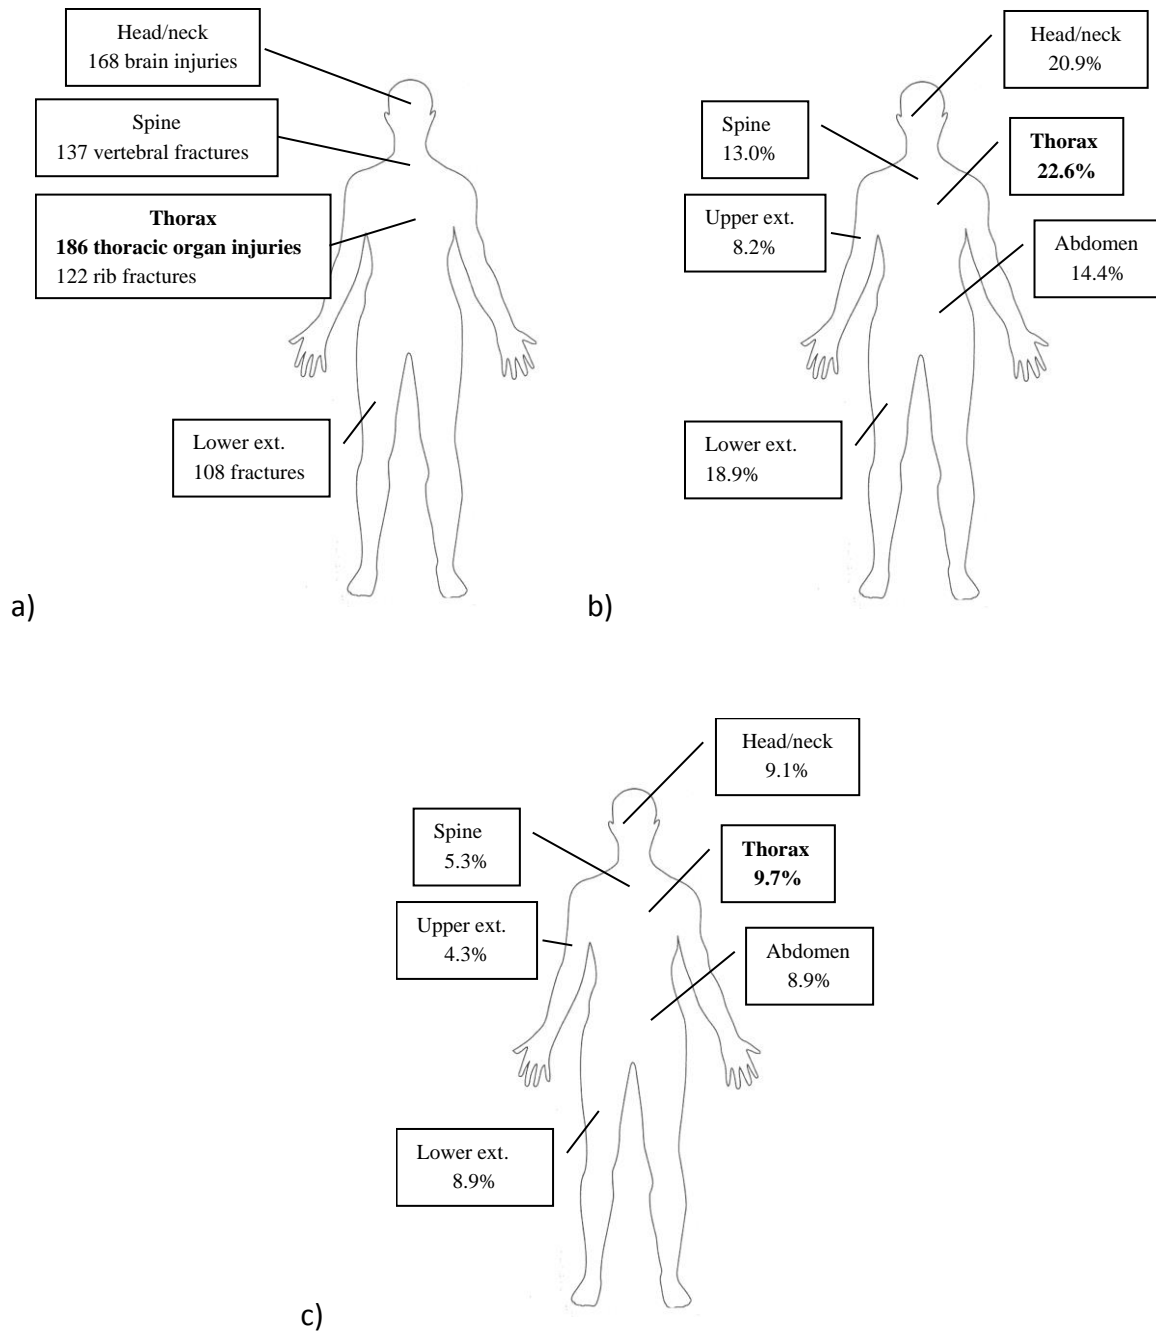 Head/neck
168 brain injuries
Spine
137 vertebral fractures
Thorax
186 thoracic organ injuries
122 rib fractures
Lower ext.
108 fractures
a)
Head/neck
20.9%
Spine
13.0%
Thorax
22.6%
Upper ext.
8.2%
Abdomen
14.4%
Lower ext.
18.9%
b)
Head/neck
9.1%
Spine
5.3%
Thorax
9.7%
Upper ext.
4.3%
Abdomen
8.9%
Lower ext.
8.9%
c)